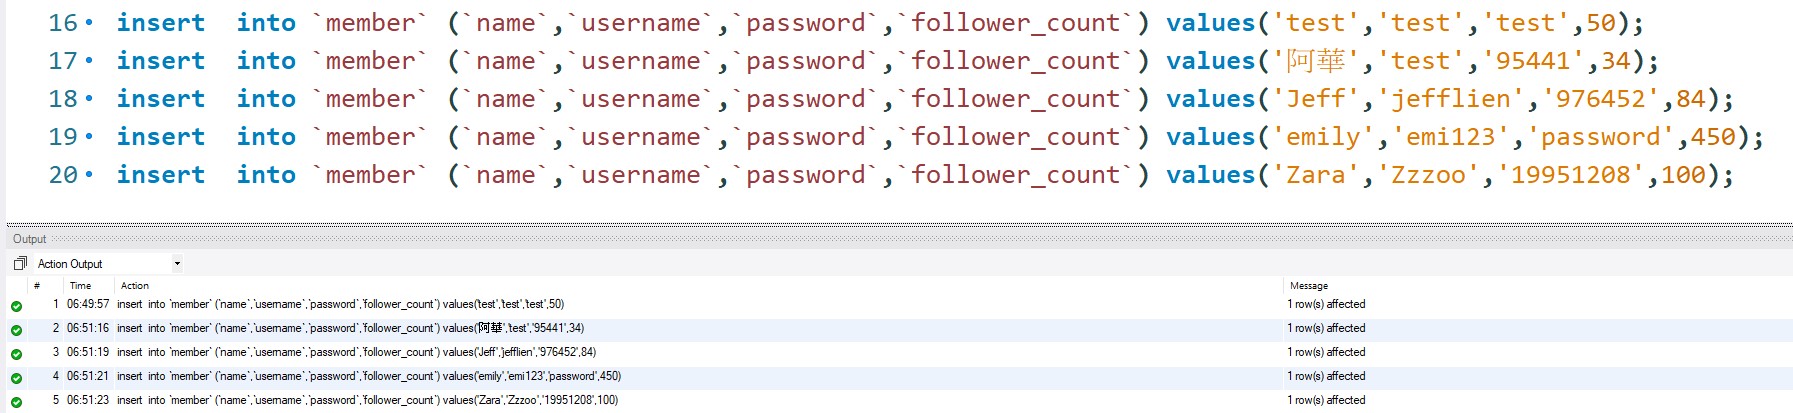 16 insert  into `member` (`name`,`username`,`password`,`follower_count`) values('test','test','test',50);
17 insert  into `member` (`name`,`username`,`password`,`follower_count`) values('阿華','test','95441',34);
18 insert  into `member` (`name`,`username`,`password`,`follower_count`) values('Jeff','jefflien','976452',84);
19 insert  into `member` (`name`,`username`,`password`,`follower_count`) values('emily','emi123','password',450);
20 insert  into `member` (`name`,`username`,`password`,`follower_count`) values('Zara','Zzzoo','19951208',100);
Output
Action Output
# Time Action Message
1 06:49:57 insert  into `member` (`name`,`username`,`password`,`follower_count`) values('test','test','test',50) 1 row(s) affected
2 06:51:16 insert  into `member` (`name`,`username`,`password`,`follower_count`) values('阿華','test','95441',34) 1 row(s) affected
3 06:51:19 insert  into `member` (`name`,`username`,`password`,`follower_count`) values('Jeff','jefflien','976452',84) 1 row(s) affected
4 06:51:21 insert  into `member` (`name`,`username`,`password`,`follower_count`) values('emily','emi123','password',450) 1 row(s) affected
5 06:51:23 insert  into `member` (`name`,`username`,`password`,`follower_count`) values('Zara','Zzzoo','19951208',100) 1 row(s) affected